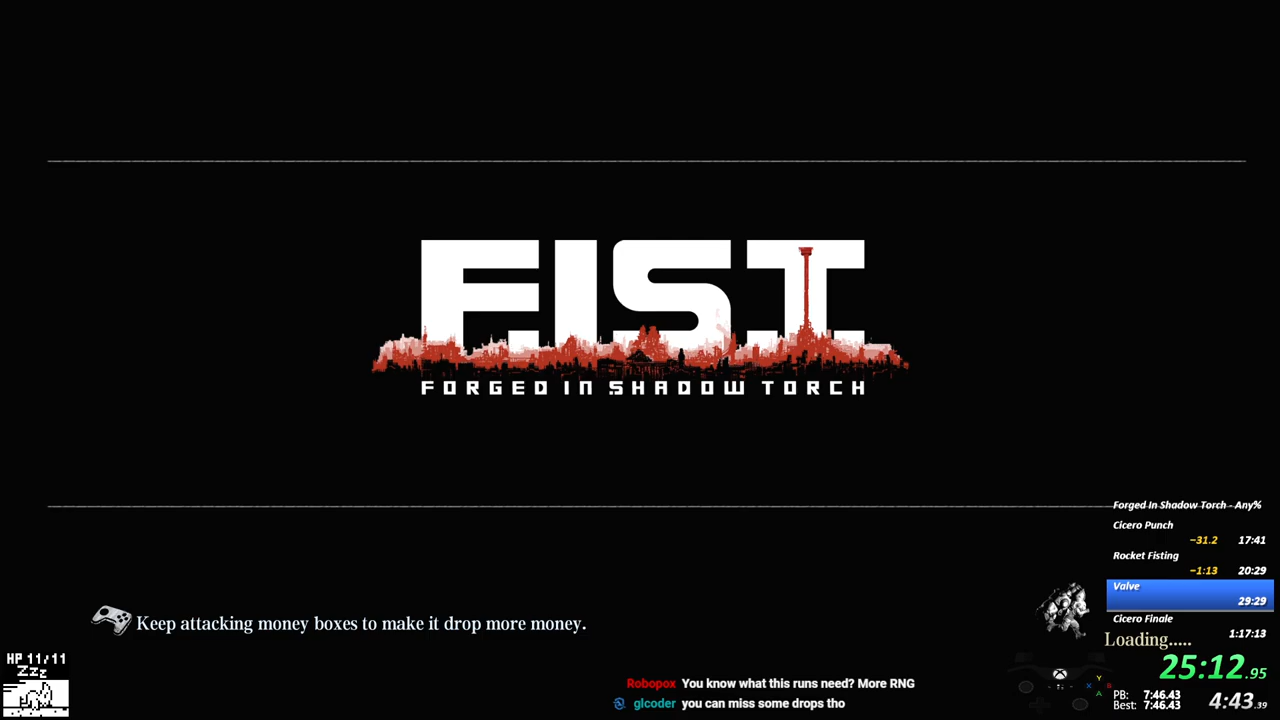 F.I.S.T.
FORGED IN SHADOW TORCH
Forged In Shadow Torch - Any%
Cicero Punch
-31.2 17:41
Rocket Fisting
-1:13 20:29
Valve
29:29
Cicero Finale
1:17:13
Keep attacking money boxes to make it drop more money.
Loading.....
HP 11/11
Zzz
25:12.95
Robopox You know what this runs need? More RNG
glcoder you can miss some drops tho
Y
X B
A
PB: 7:46.43
Best: 7:46.43
4:43.39